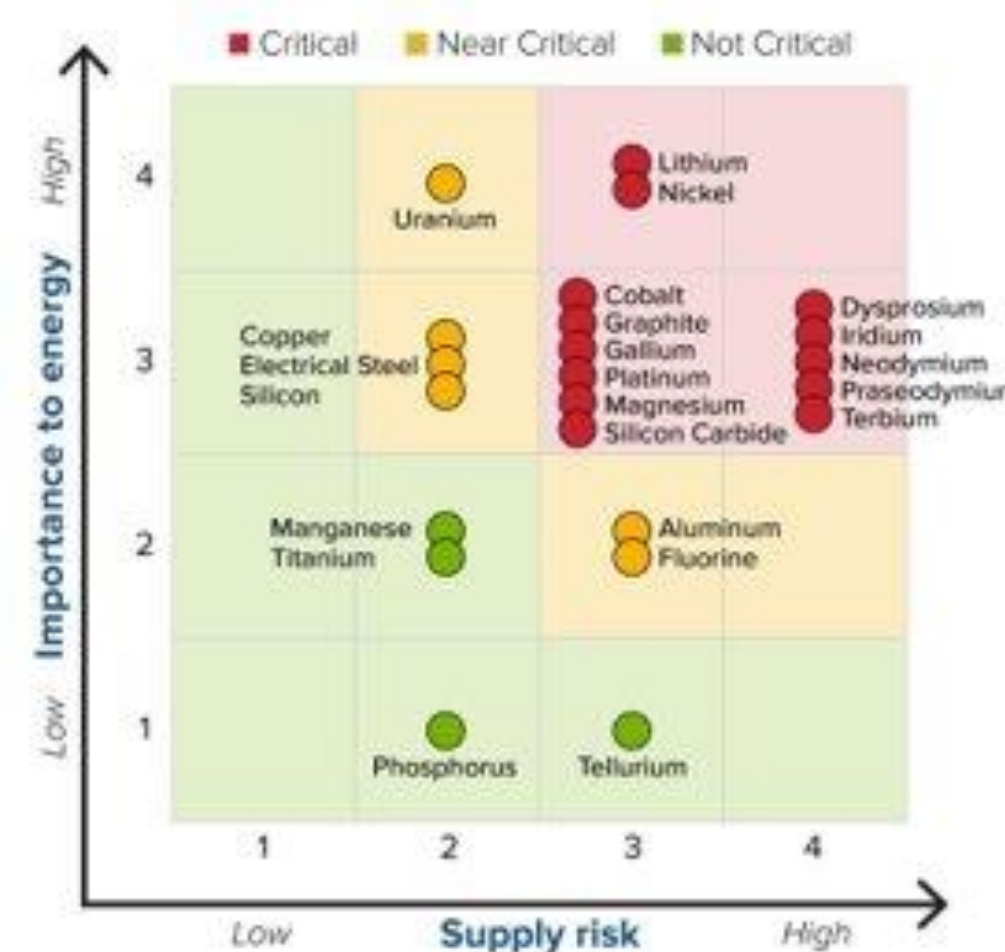 Critical Near Critical Not Critical
High
4
Lithium
Nickel
Uranium
Importance to energy
3
Copper
Electrical Steel
Silicon
Cobalt
Graphite
Gallium
Platinum
Magnesium
Silicon Carbide
Dysprosium
Iridium
Neodymium
Praseodymiur
Terbium
2
Manganese
Titanium
Aluminum
Fluorine
Low
1
Phosphorus
Tellurium
1 2 3 4
Low Supply risk High